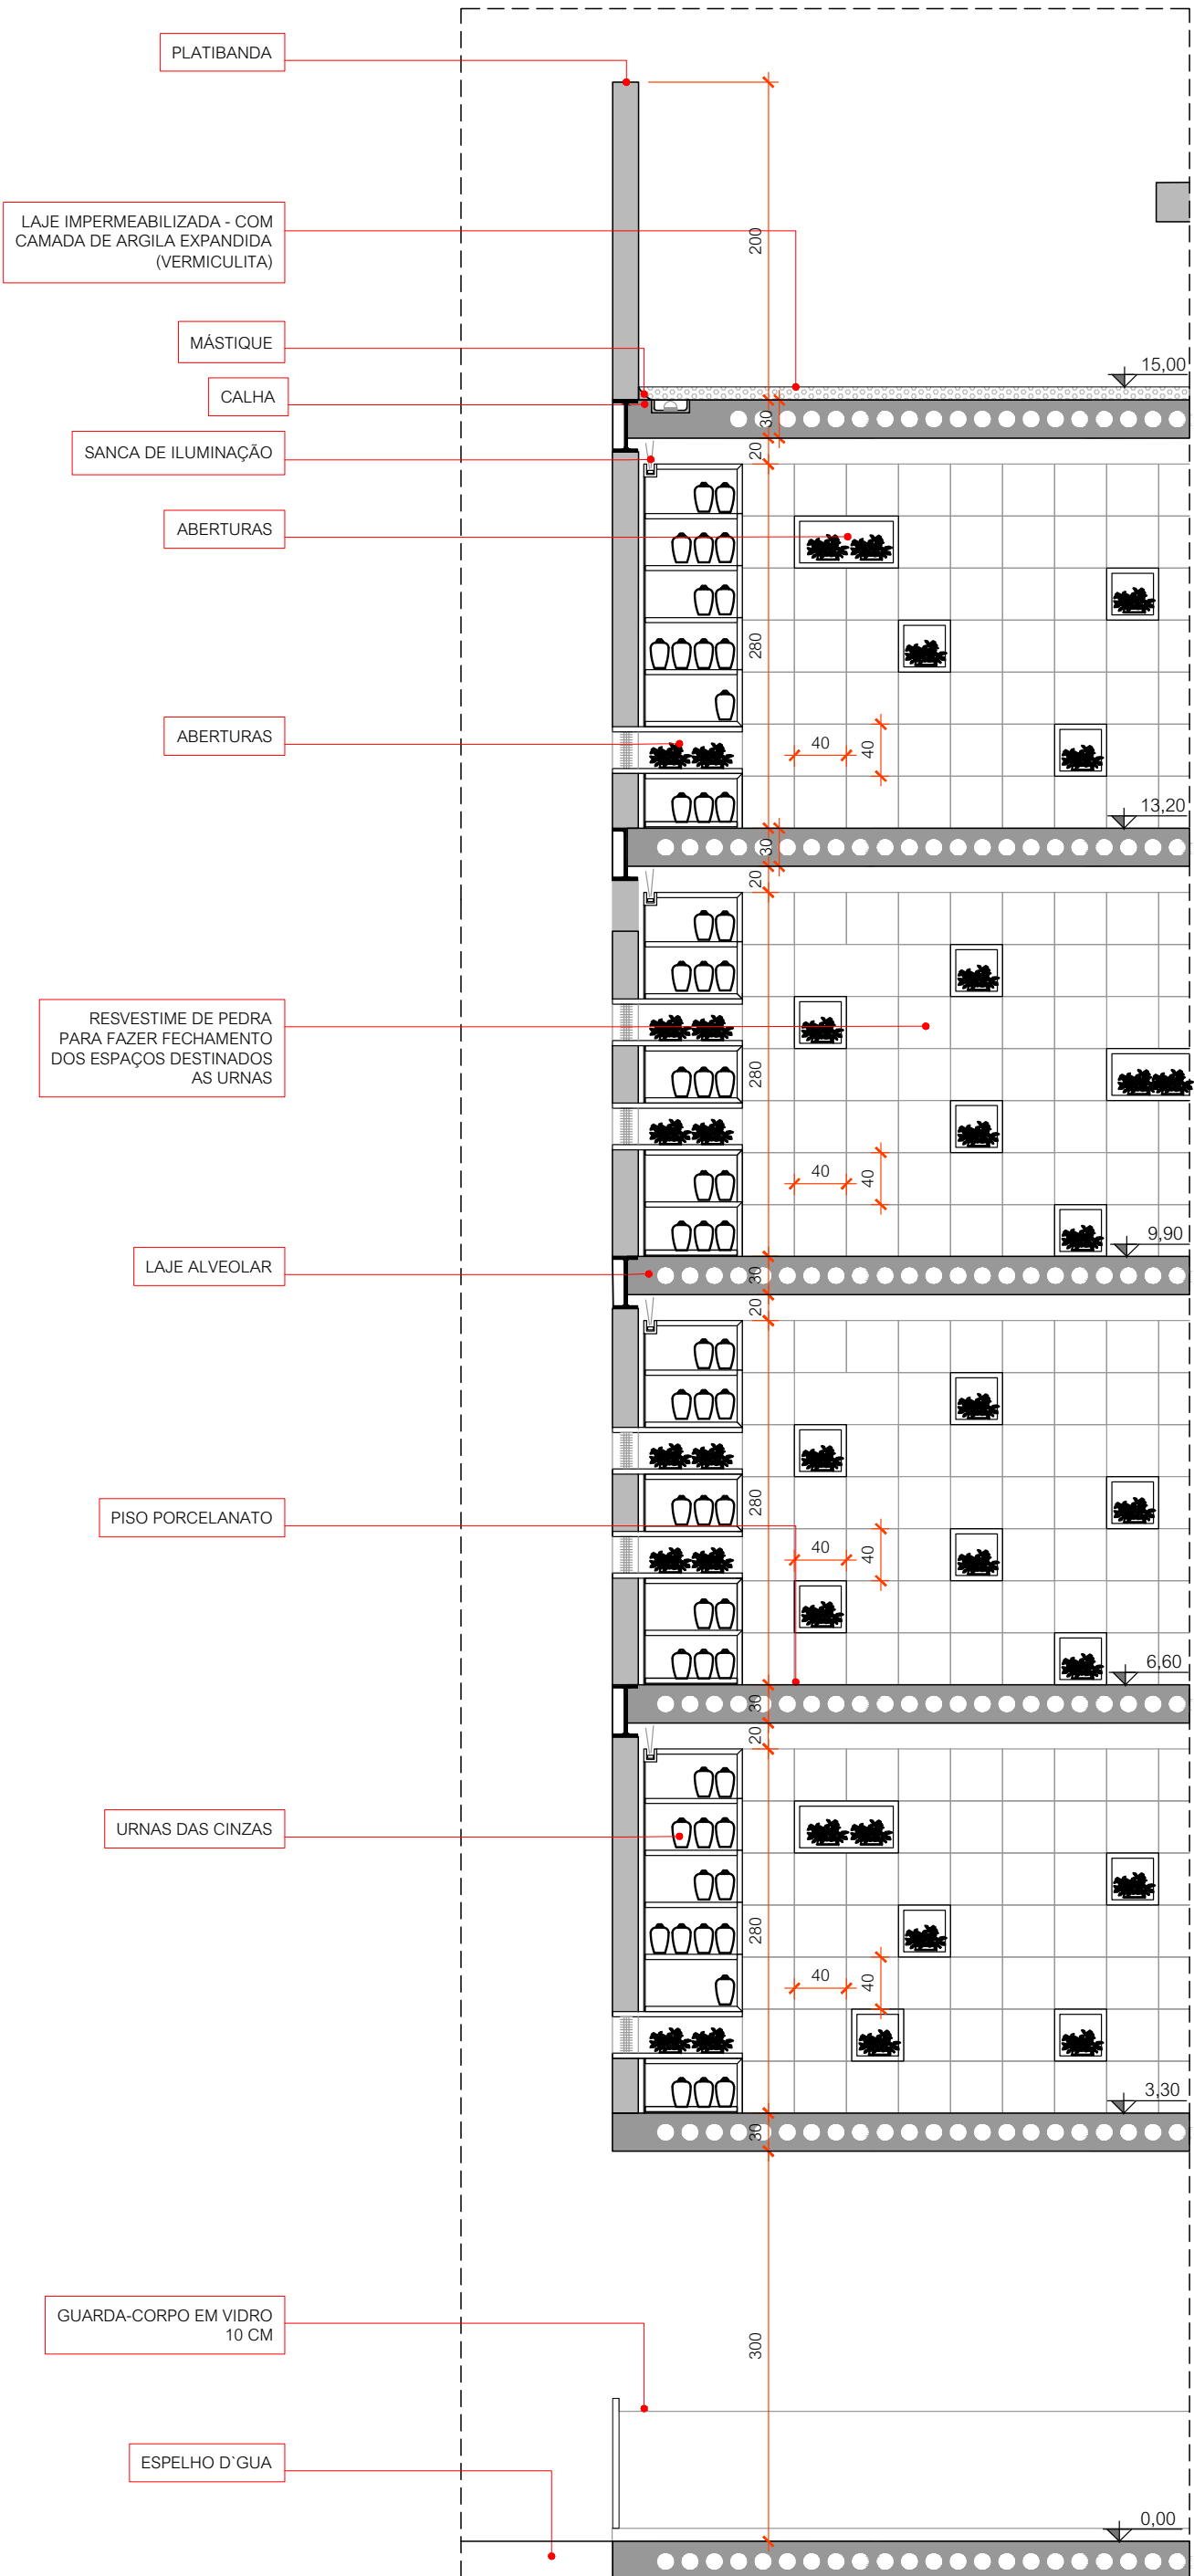 PLATIBANDA
LAJE IMPERMEABILIZADA - COM
CAMADA DE ARGILA EXPANDIDA
(VERMICULITA)
200
MÁSTIQUE
15,00
CALHA
30
SANCA DE ILUMINAÇÃO
20
ABERTURAS
280
ABERTURAS
40
40
13,20
30
20
RESVESTIME DE PEDRA
PARA FAZER FECHAMENTO
DOS ESPAÇOS DESTINADOS
AS URNAS
280
40
40
9,90
LAJE ALVEOLAR
30
20
280
PISO PORCELANATO
40
40
6,60
30
20
URNAS DAS CINZAS
280
40
40
3,30
30
GUARDA-CORPO EM VIDRO
10 CM
300
ESPELHO D`GUA
0,00